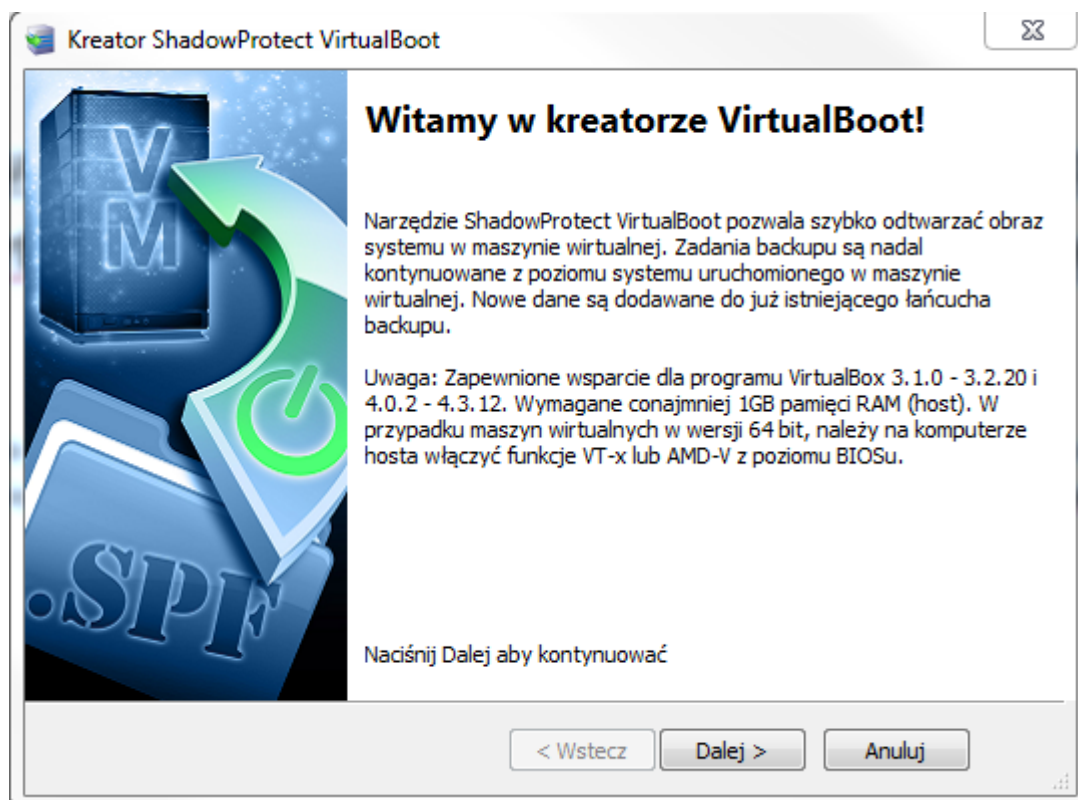 Kreator ShadowProtect VirtualBoot
VM
.SPF
Witamy w kreatorze VirtualBoot!
Narzędzie ShadowProtect VirtualBoot pozwala szybko odtwarzać obraz
systemu w maszynie wirtualnej. Zadania backupu są nadal
kontynuowane z poziomu systemu uruchomionego w maszynie
wirtualnej. Nowe dane są dodawane do już istniejącego łańcucha
backupu.
Uwaga: Zapewnione wsparcie dla programu VirtualBox 3.1.0 - 3.2.20 i
4.0.2 - 4.3.12. Wymagane conajmniej 1GB pamięci RAM (host). W
przypadku maszyn wirtualnych w wersji 64 bit, należy na komputerze
hosta włączyć funkcje VT-x lub AMD-V z poziomu BIOSu.
Naciśnij Dalej aby kontynuować
< Wstecz
Dalej >
Anuluj